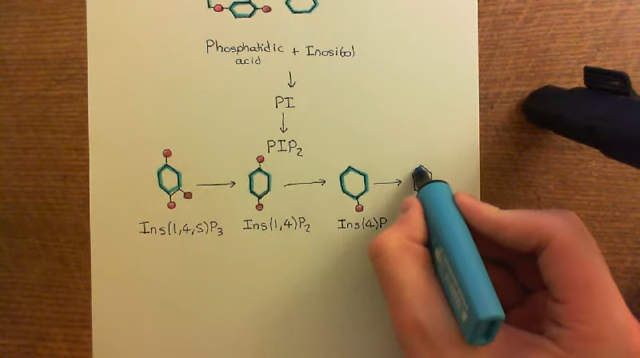 Phosphatidic + Inositol
acid
PI
PIP2
Ins(1,4,5)P3 Ins(1,4)P2 Ins(4)P